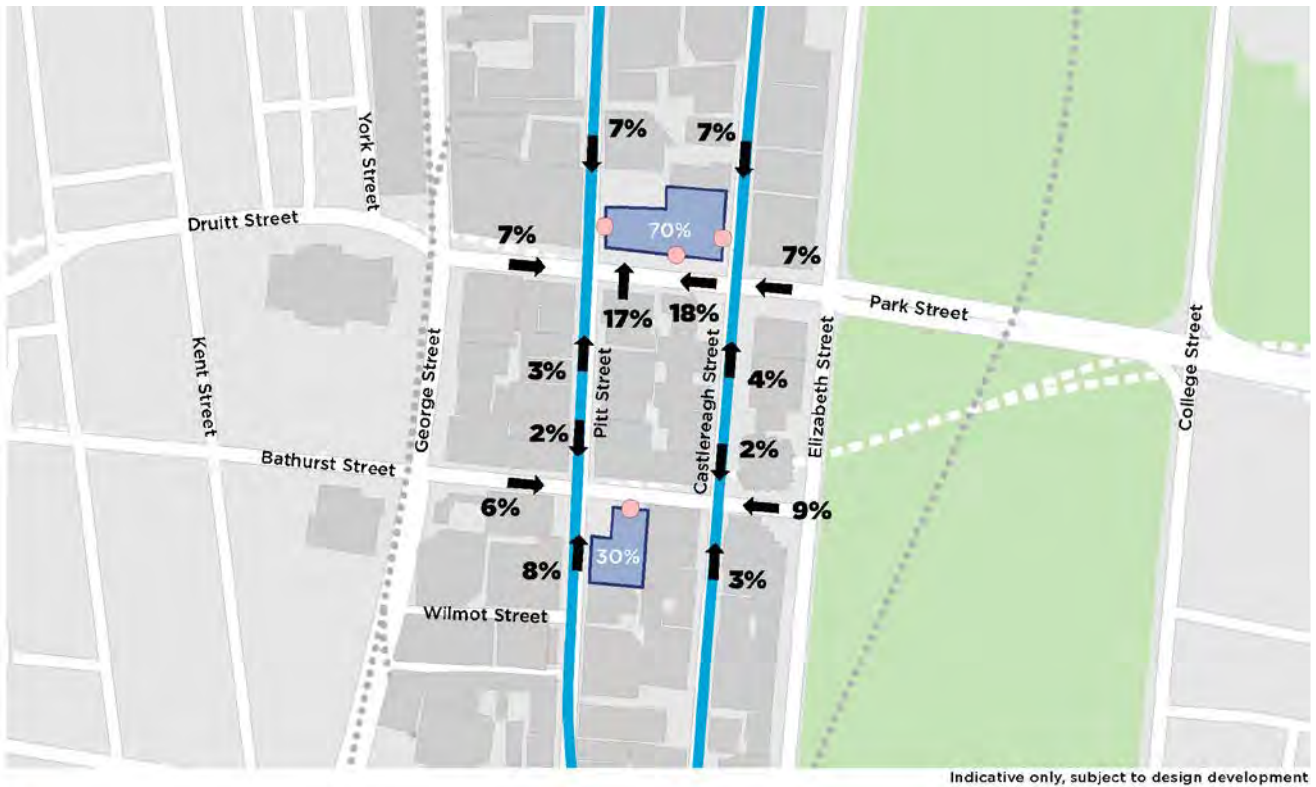 7%
7%
York Street
Druitt Street
70%
7%
7%
17%
18%
Park Street
3%
Pitt Street
Castlereagh Street
4%
Elizabeth Street
College Street
Kent Street
George Street
2%
2%
Bathurst Street
6%
9%
30%
8%
3%
Wilmot Street
Indicative only, subject to design development